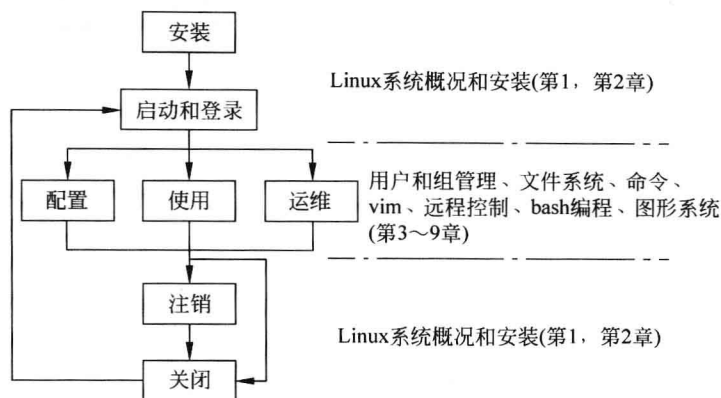 安装
Linux系统概况和安装(第1，第2章)
启动和登录
配置
使用
运维
用户和组管理、文件系统、命令、
vim、远程控制、bash编程、图形系统
(第3～9章)
注销
Linux系统概况和安装(第1，第2章)
关闭